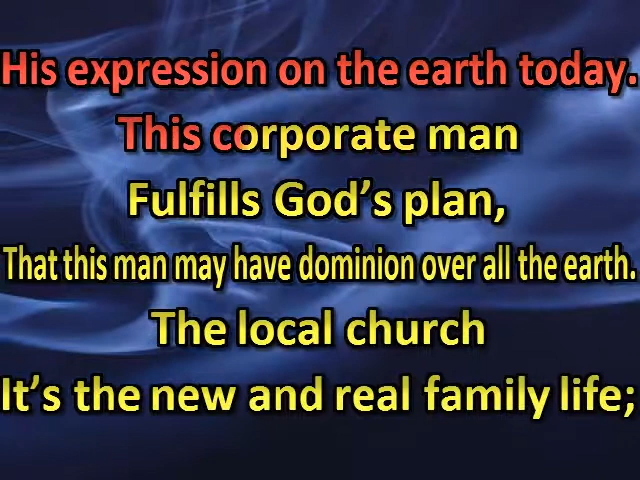 His expression on the earth today.
This corporate man
Fulfills God’s plan,
That this man may have dominion over all the earth.
The local church
It’s the new and real family life;